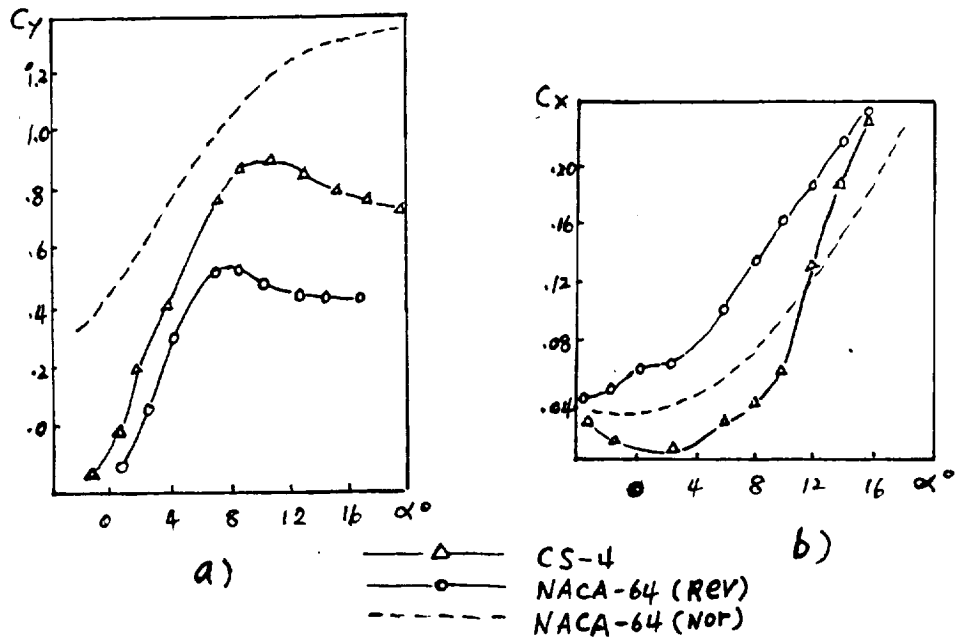 Cy
1.2
1.0
.8
.6
.4
.2
.0
0 4 8 12 16 α°
a)
Cx
.20
.16
.12
.08
.04
0 4 8 12 16 α°
b)
CS-4
NACA-64 (Rev)
NACA-64 (Nor)